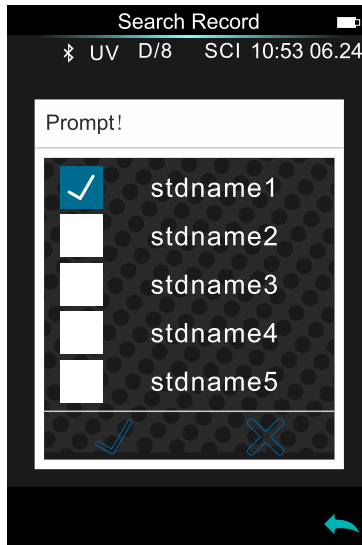 Search Record
UV D/8 SCI 10:53 06.24
Prompt!
stdname1
stdname2
stdname3
stdname4
stdname5